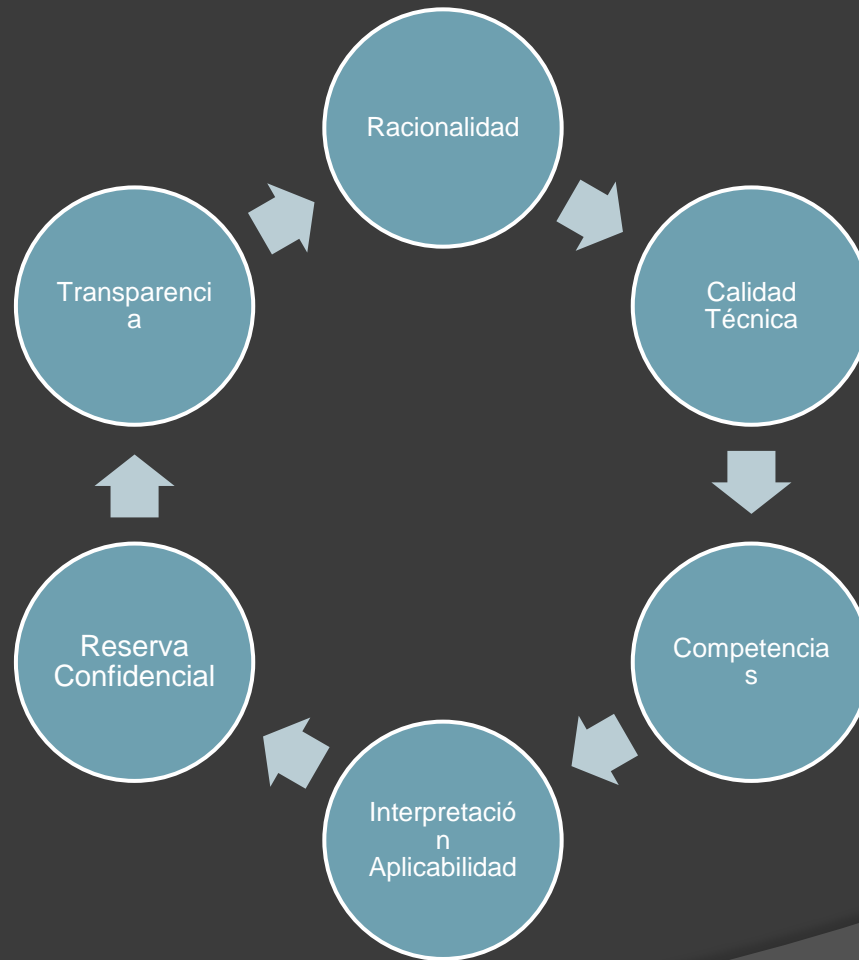 Racionalidad
Calidad
Técnica
Competencia
s
Interpretació
n
Aplicabilidad
Reserva
Confidencial
Transparenci
a